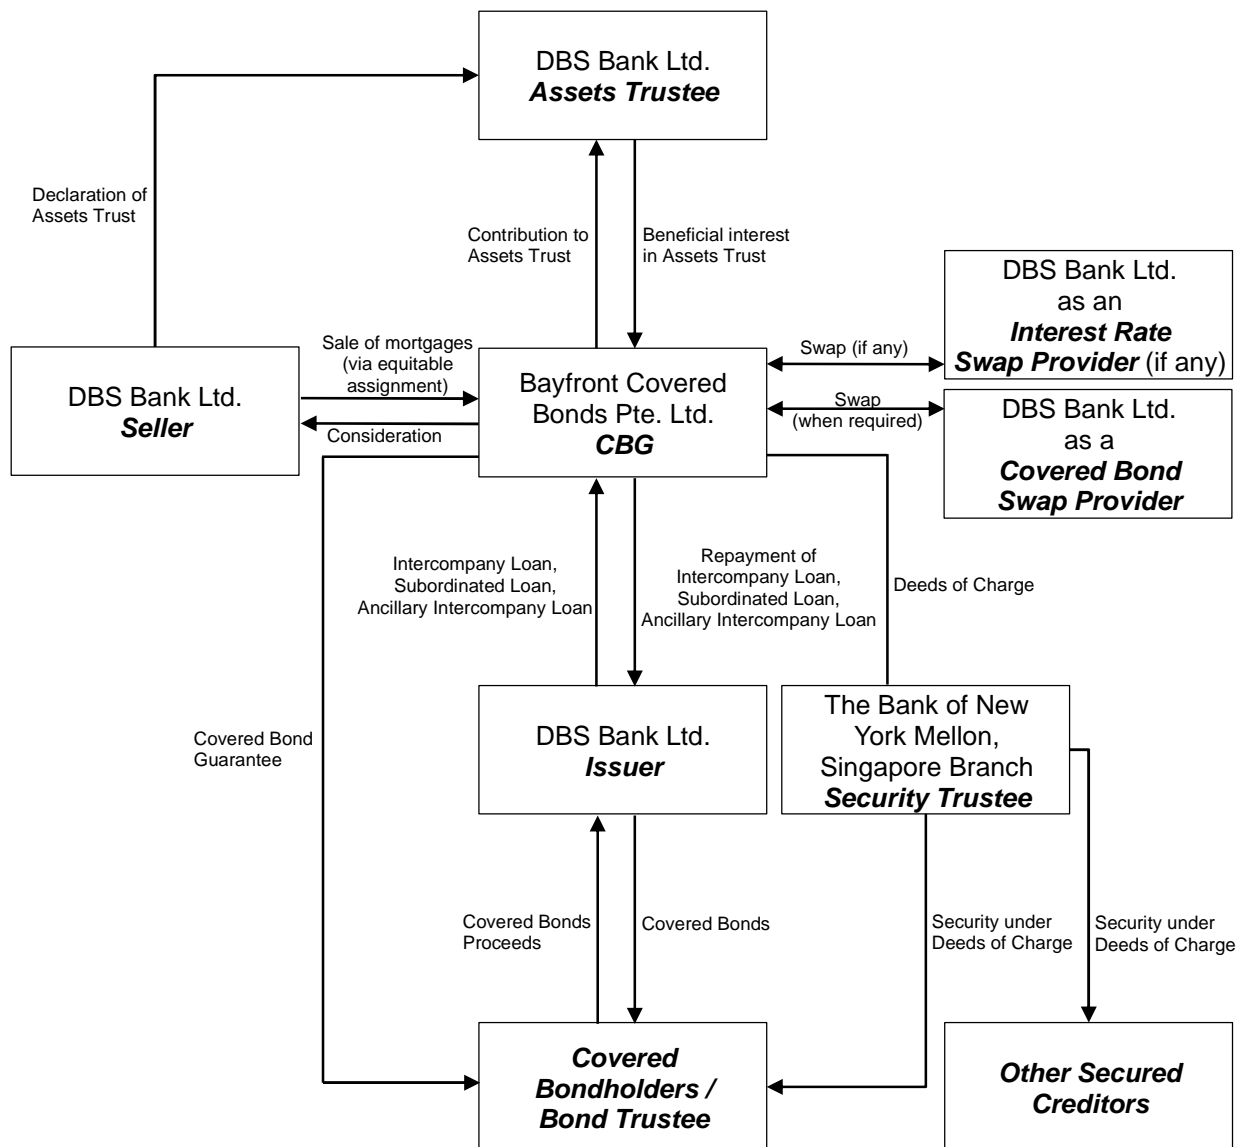 DBS Bank Ltd.
Assets Trustee
Declaration of
Assets Trust
Contribution to
Assets Trust
Beneficial interest
in Assets Trust
DBS Bank Ltd.
as an
Interest Rate
Swap Provider (if any)
Sale of mortgages
(via equitable
assignment)
Swap (if any)
DBS Bank Ltd.
Seller
Bayfront Covered
Bonds Pte. Ltd.
CBG
Consideration
Swap
(when required)
DBS Bank Ltd.
as a
Covered Bond
Swap Provider
Intercompany Loan,
Subordinated Loan,
Ancillary Intercompany Loan
Repayment of
Intercompany Loan,
Subordinated Loan,
Ancillary Intercompany Loan
Deeds of Charge
Covered Bond
Guarantee
DBS Bank Ltd.
Issuer
The Bank of New
York Mellon,
Singapore Branch
Security Trustee
Covered Bonds
Proceeds
Covered Bonds
Security under
Deeds of Charge
Security under
Deeds of Charge
Covered
Bondholders /
Bond Trustee
Other Secured
Creditors